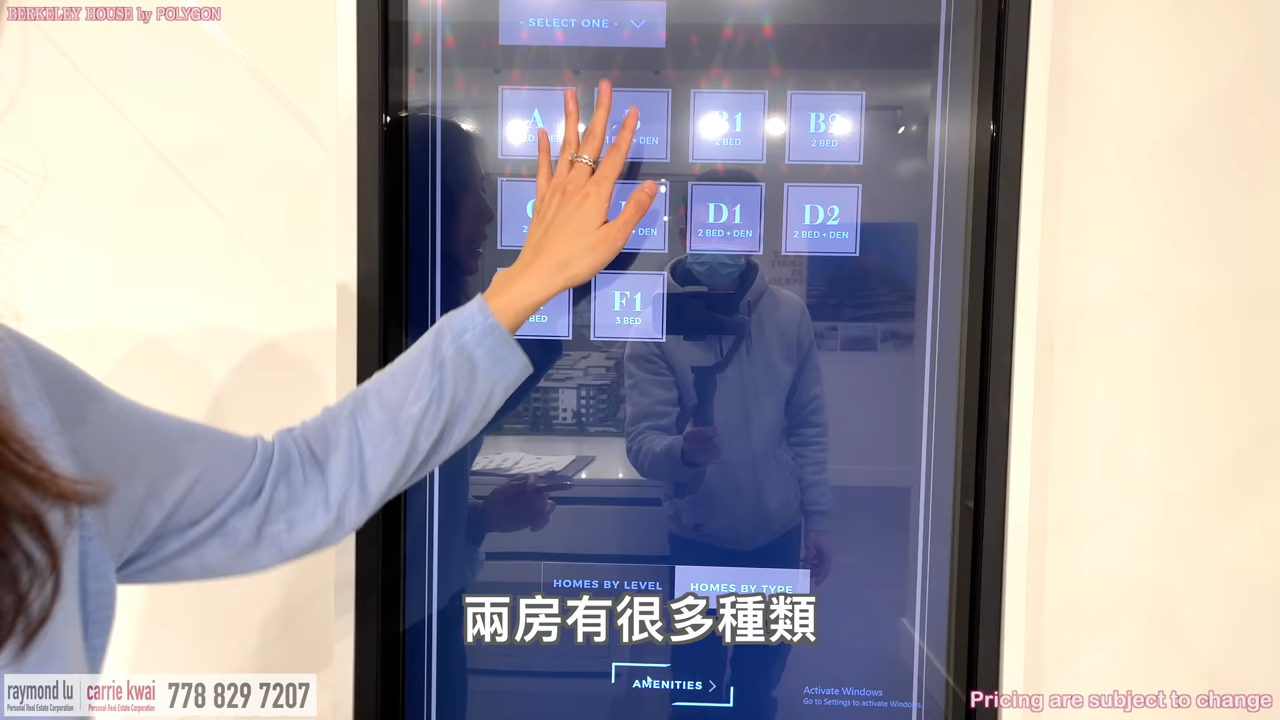 BERKELEY HOUSE by POLYGON
- SELECT ONE -
A
B1
2 BED
B2
2 BED
D1
2 BED + DEN
D2
2 BED + DEN
BED
F1
3 BED
HOMES BY LEVEL
HOMES BY TYPE
兩房有很多種類
AMENITIES
Activate Windows
Go to Settings to activate Windows
raymond lu
Personal Real Estate Corporation
carrie kwai
Personal Real Estate Corporation
778 829 7207
Pricing are subject to change